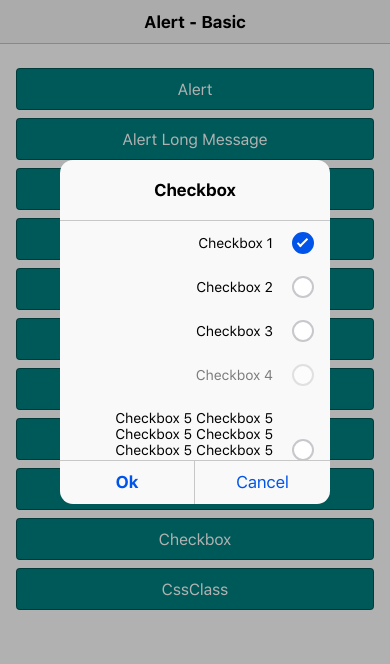 Alert - Basic
Alert
Alert Long Message
Checkbox
Checkbox 1
Checkbox 2
Checkbox 3
Checkbox 4
Checkbox 5 Checkbox 5
Checkbox 5 Checkbox 5
Checkbox 5 Checkbox 5
Ok
Cancel
Checkbox
CssClass